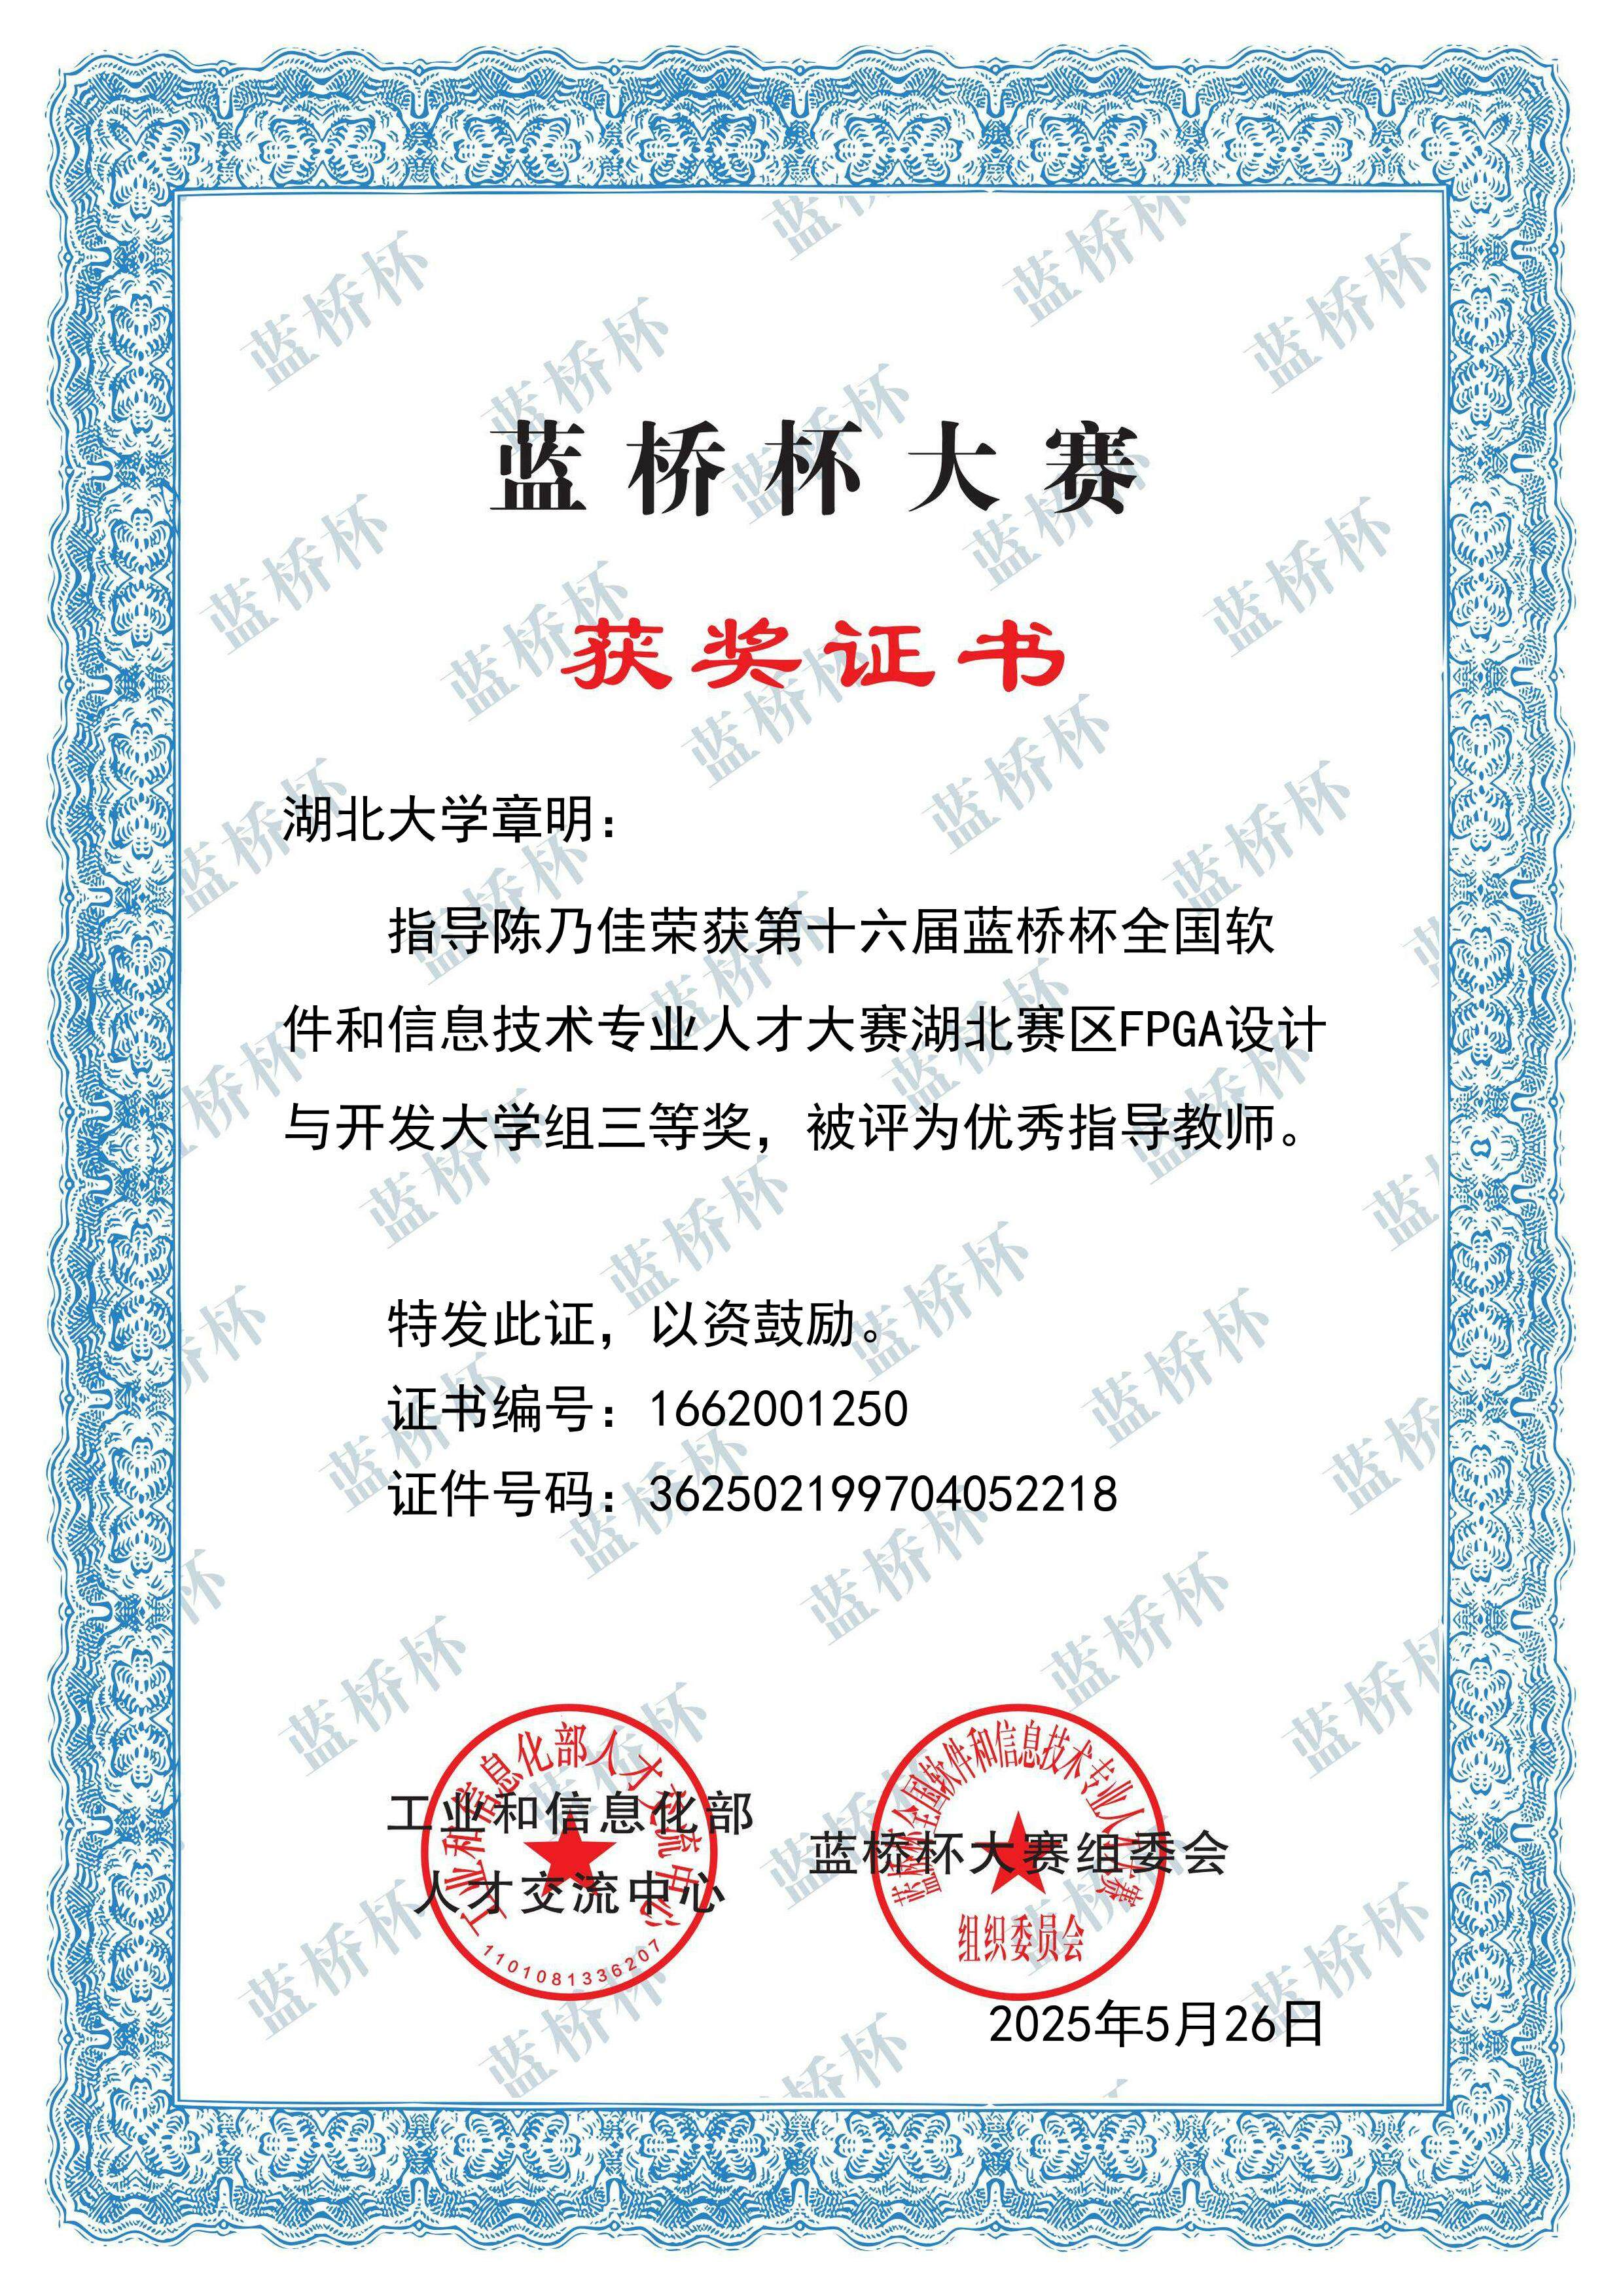 蓝桥杯大赛
获奖证书
湖北大学章明：
指导陈乃佳荣获第十六届蓝桥杯全国软
件和信息技术专业人才大赛湖北赛区FPGA设计
与开发大学组三等奖，被评为优秀指导教师。
特发此证，以资鼓励。
证书编号：1662001250
证件号码：362502199704052218
工业和信息化部
人才交流中心
蓝桥杯大赛组委会
工业和信息化部人才交流中心
1101081336207
蓝桥杯全国软件和信息技术专业人才大赛
组织委员会
2025年5月26日
蓝桥杯